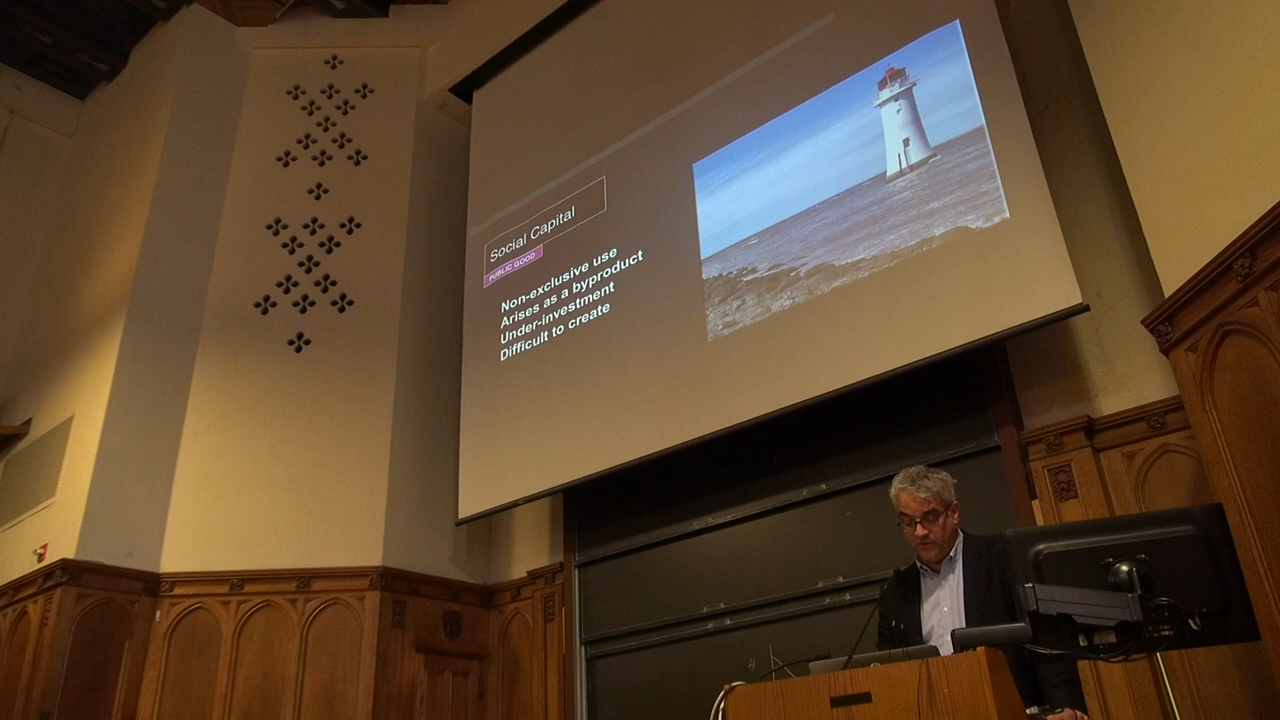 Social Capital
PUBLIC GOOD
Non-exclusive use
Arises as a byproduct
Under-investment
Difficult to create